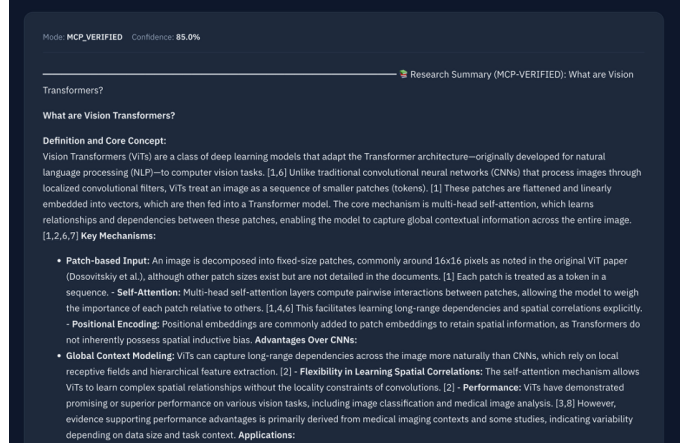 Mode: MCP_VERIFIED Confidence: 85.0%
📚 Research Summary (MCP-VERIFIED): What are Vision
Transformers?
What are Vision Transformers?
Definition and Core Concept:
Vision Transformers (ViTs) are a class of deep learning models that adapt the Transformer architecture—originally developed for natural
language processing (NLP)—to computer vision tasks. [1,6] Unlike traditional convolutional neural networks (CNNs) that process images through
localized convolutional filters, ViTs treat an image as a sequence of smaller patches (tokens). [1] These patches are flattened and linearly
embedded into vectors, which are then fed into a Transformer model. The core mechanism is multi-head self-attention, which learns
relationships and dependencies between these patches, enabling the model to capture global contextual information across the entire image.
[1,2,6,7] Key Mechanisms:
• Patch-based Input: An image is decomposed into fixed-size patches, commonly around 16x16 pixels as noted in the original ViT paper
(Dosovitskiy et al.), although other patch sizes exist but are not detailed in the documents. [1] Each patch is treated as a token in a
sequence. - Self-Attention: Multi-head self-attention layers compute pairwise interactions between patches, allowing the model to weigh
the importance of each patch relative to others. [1,4,6] This facilitates learning long-range dependencies and spatial correlations explicitly.
- Positional Encoding: Positional embeddings are commonly added to patch embeddings to retain spatial information, as Transformers do
not inherently possess spatial inductive bias. Advantages Over CNNs:
• Global Context Modeling: ViTs can capture long-range dependencies across the image more naturally than CNNs, which rely on local
receptive fields and hierarchical feature extraction. [2] - Flexibility in Learning Spatial Correlations: The self-attention mechanism allows
ViTs to learn complex spatial relationships without the locality constraints of convolutions. [2] - Performance: ViTs have demonstrated
promising or superior performance on various vision tasks, including image classification and medical image analysis. [3,8] However,
evidence supporting performance advantages is primarily derived from medical imaging contexts and some studies, indicating variability
depending on data size and task context. Applications: